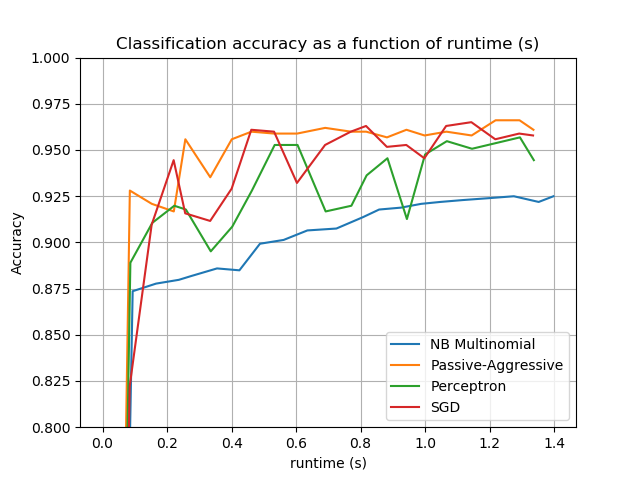 Classification accuracy as a function of runtime (s)
1.000
0.975
0.950
0.925
0.900
0.875
0.850
0.825
0.800
Accuracy
NB Multinomial
Passive-Aggressive
Perceptron
SGD
0.0 0.2 0.4 0.6 0.8 1.0 1.2 1.4
runtime (s)